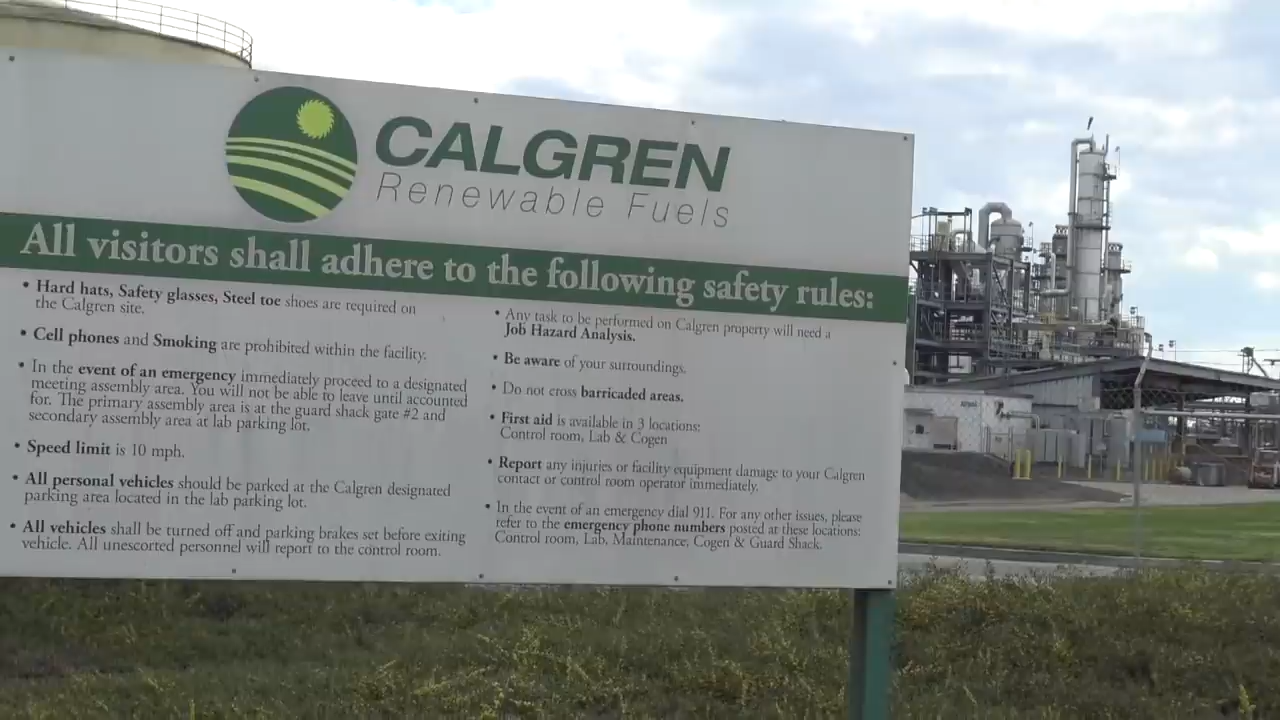 CALGREN
Renewable Fuels
All visitors shall adhere to the following safety rules:
• Hard hats, Safety glasses, Steel toe shoes are required on
the Calgren site.
• Cell phones and Smoking are prohibited within the facility.
• In the event of an emergency immediately proceed to a designated
meeting assembly area. You will not be able to leave until accounted
for. The primary assembly area is at the guard shack gate #2 and
secondary assembly area at lab parking lot.
• Speed limit is 10 mph.
• All personal vehicles should be parked at the Calgren designated
parking area located in the lab parking lot.
• All vehicles shall be turned off and parking brakes set before exiting
vehicle. All unescorted personnel will report to the control room.
• Any task to be performed on Calgren property will need a
Job Hazard Analysis.
• Be aware of your surroundings.
• Do not cross barricaded areas.
• First aid is available in 3 locations:
Control room, Lab & Cogen
• Report any injuries or facility equipment damage to your Calgren
contact or control room operator immediately.
• In the event of an emergency dial 911. For any other issues, please
refer to the emergency phone numbers posted at these locations:
Control room, Lab, Maintenance, Cogen & Guard Shack.